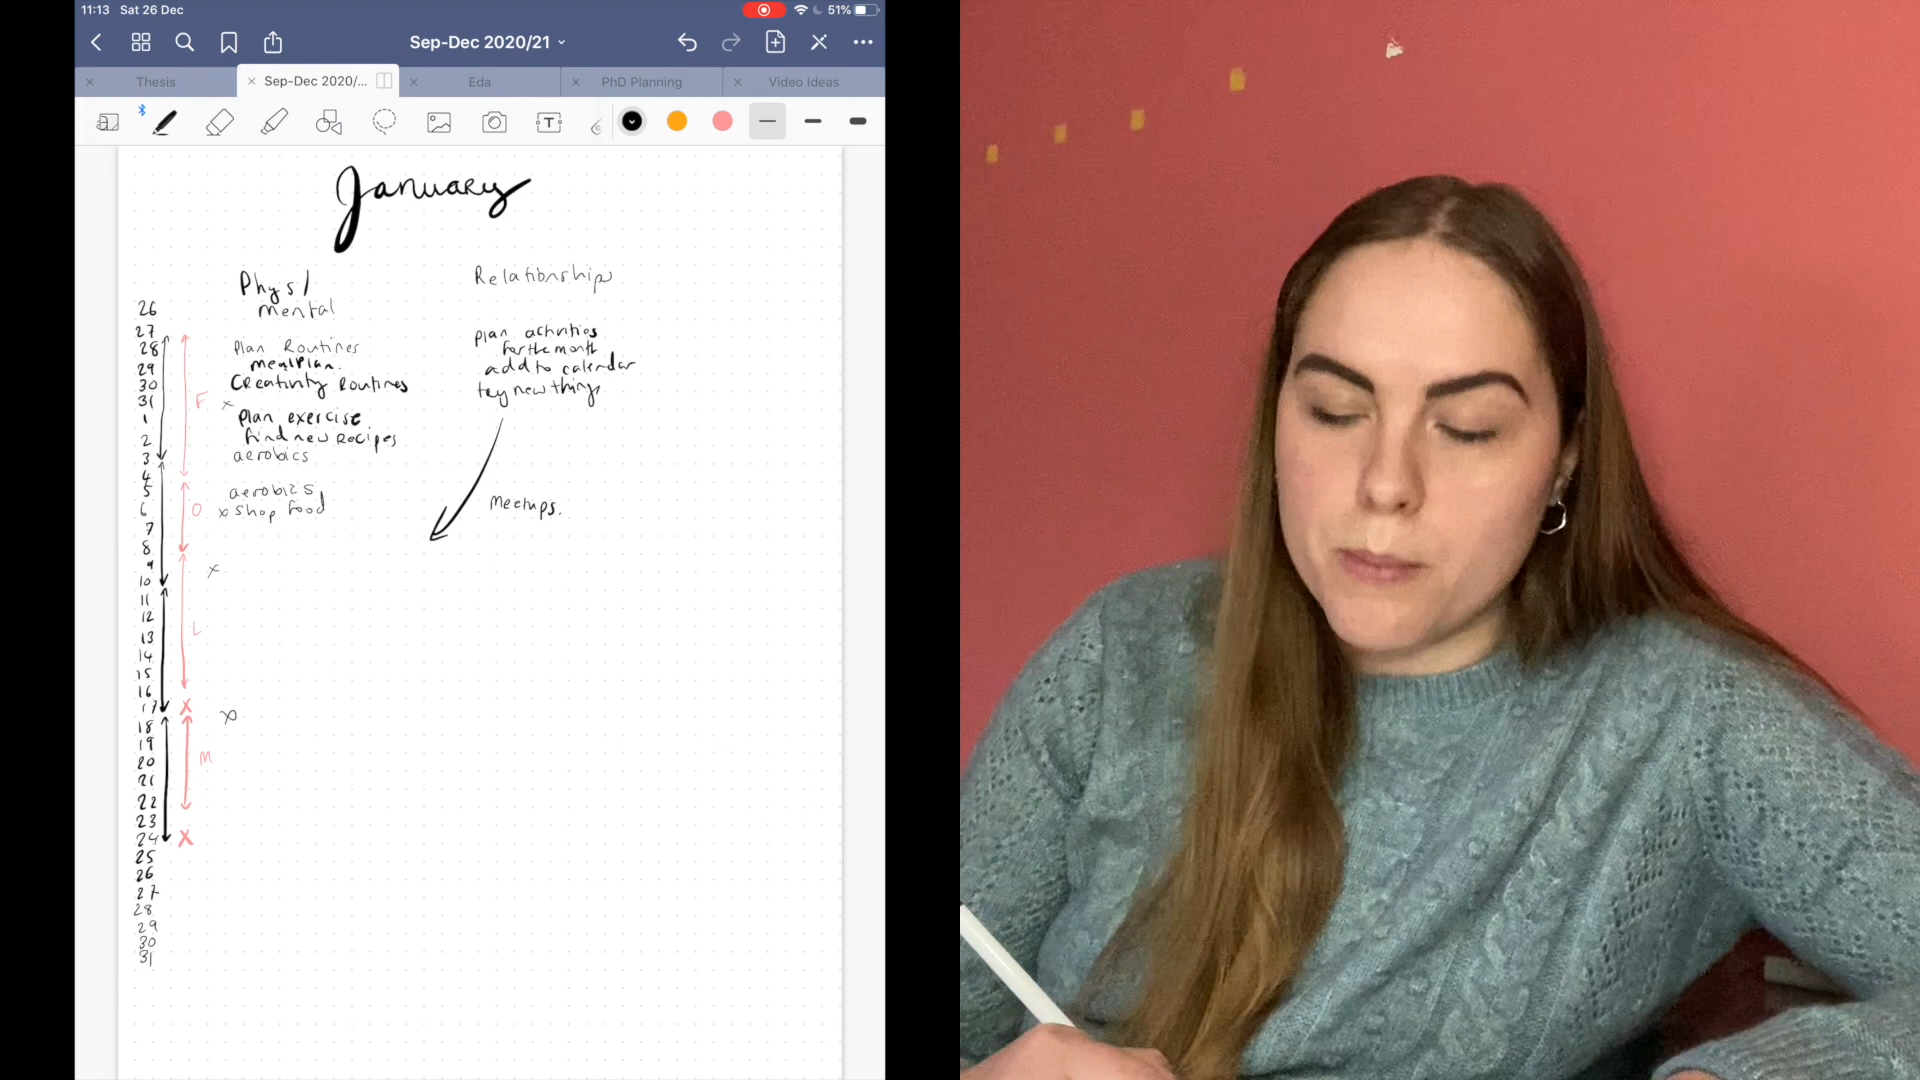 11:13 Sat 26 Dec 51%
Sep-Dec 2020/21
Thesis Sep-Dec 2020/... Eda PhD Planning Video Ideas
T
January
Phys/ Relationships
mental
26
27
28
29
30
31
1
2
3
4
5
6
7
8
9
10
11
12
13
14
15
16
17
18
19
20
21
22
23
24
25
26
27
28
29
30
31
F
O
L
X
M
X
Plan Routines
mealplan.
Creativity Routines
x
plan exercise
find new recipes
aerobics
aerobics
x shop food
x
x
plan activities
for the month
add to calendar
try new things
Meetups.